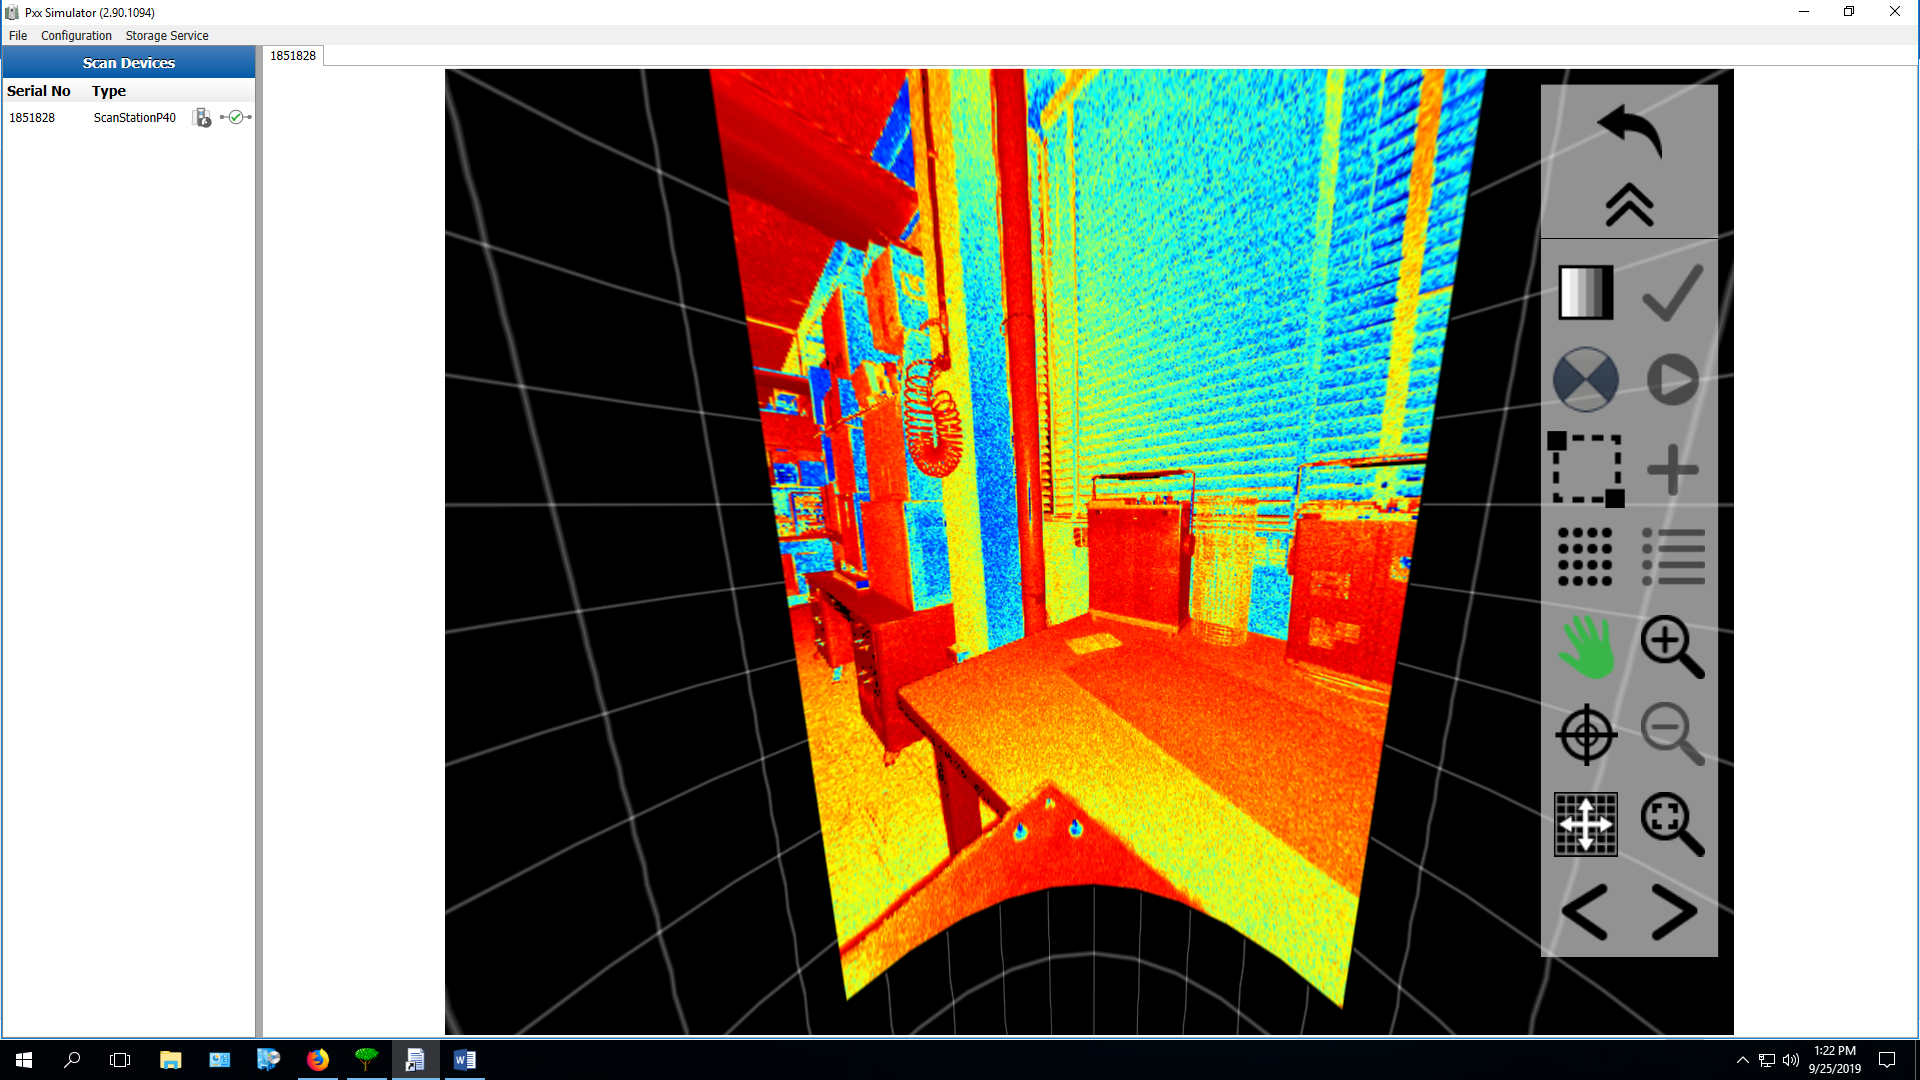 Pxx Simulator (2.90.1094)
File Configuration Storage Service
Scan Devices
1851828
Serial No Type
1851828 ScanStationP40
1:22 PM
9/25/2019